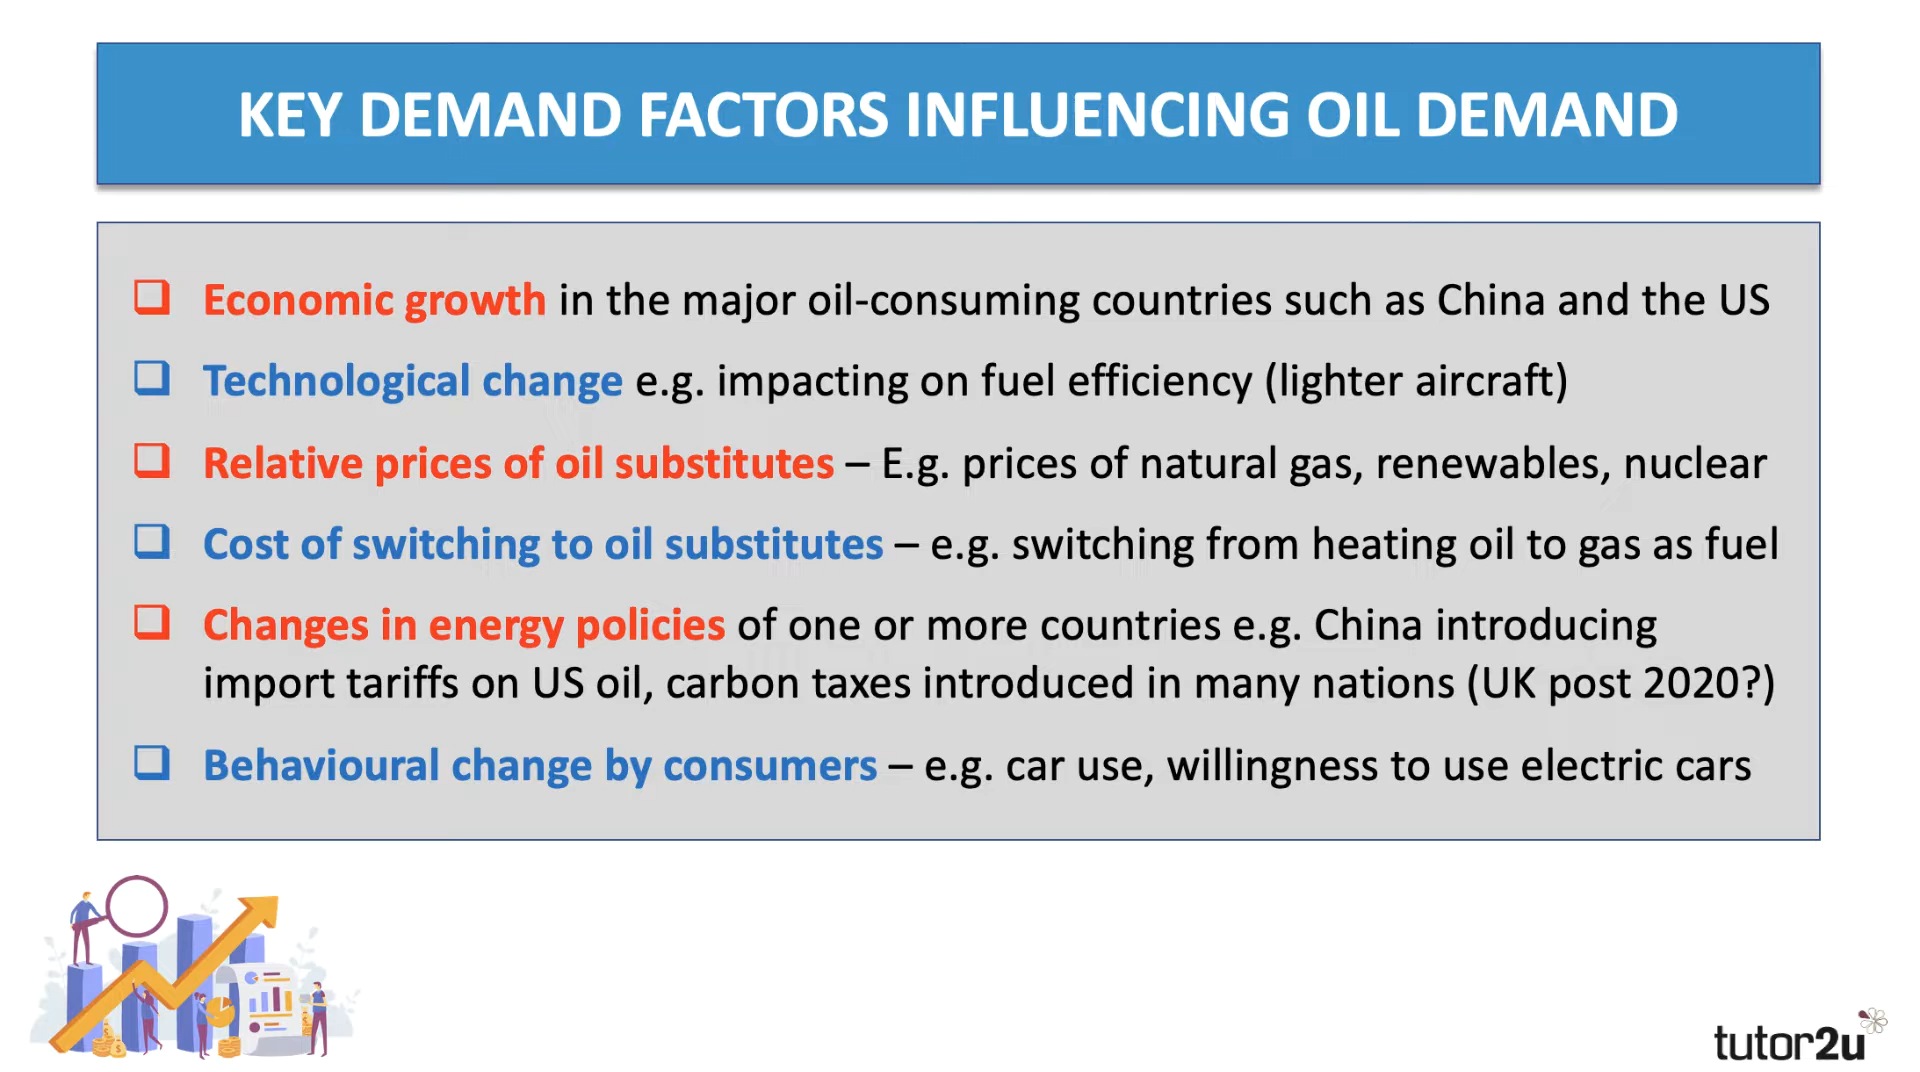 KEY DEMAND FACTORS INFLUENCING OIL DEMAND
Economic growth in the major oil-consuming countries such as China and the US
Technological change e.g. impacting on fuel efficiency (lighter aircraft)
Relative prices of oil substitutes – E.g. prices of natural gas, renewables, nuclear
Cost of switching to oil substitutes – e.g. switching from heating oil to gas as fuel
Changes in energy policies of one or more countries e.g. China introducing
import tariffs on US oil, carbon taxes introduced in many nations (UK post 2020?)
Behavioural change by consumers – e.g. car use, willingness to use electric cars
tutor2u